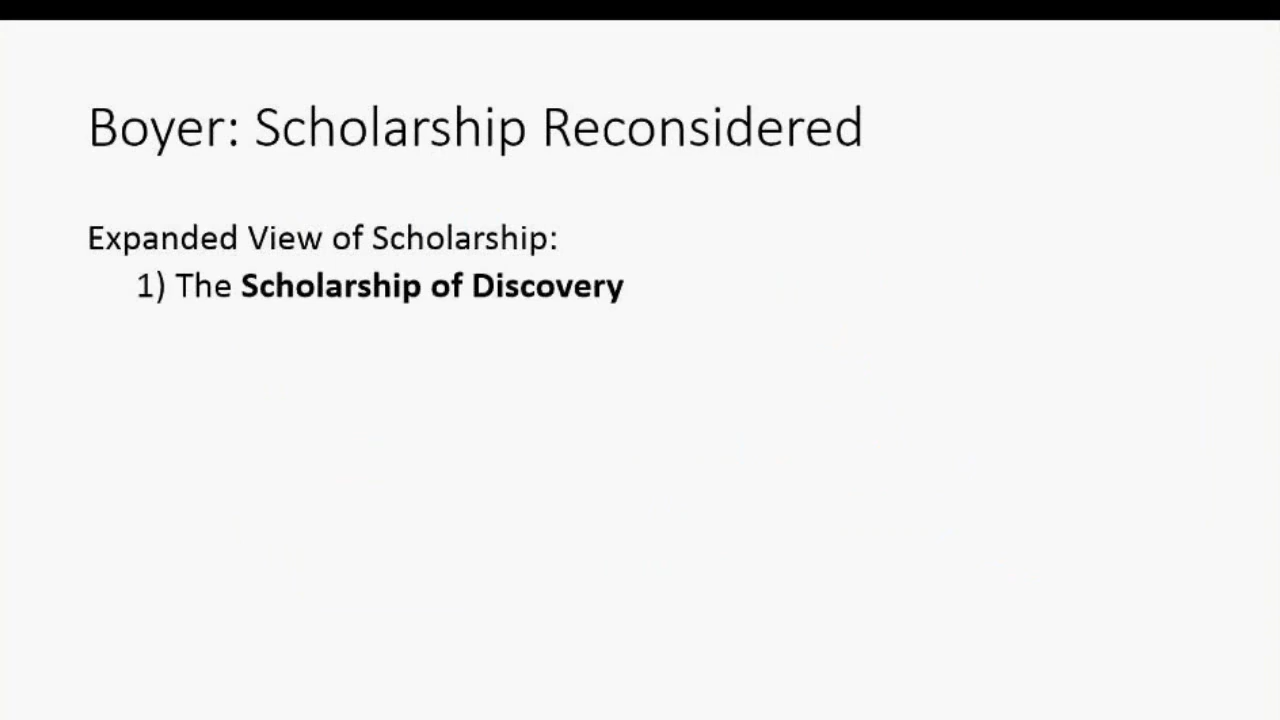 Boyer: Scholarship Reconsidered
Expanded View of Scholarship:
1) The Scholarship of Discovery